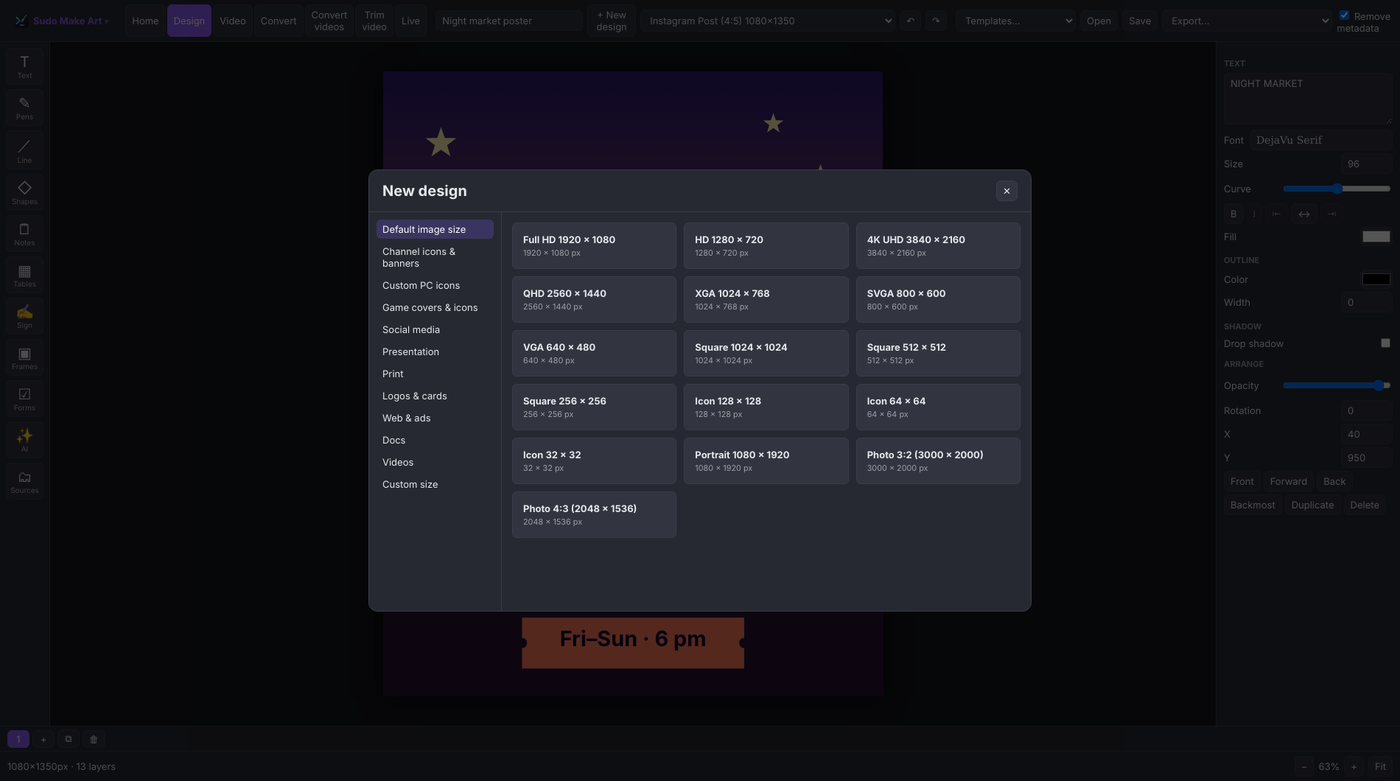 Sudo Make Art
Home
Design
Video
Convert
Convert videos
Trim video
Live
Night market poster
+ New design
Instagram Post (4:5) 1080×1350
Templates...
Open
Save
Export...
Remove metadata
Text
Pens
Line
Shapes
Notes
Tables
Sign
Frames
Forms
AI
Sources
New design
×
Default image size
Channel icons & banners
Custom PC icons
Game covers & icons
Social media
Presentation
Print
Logos & cards
Web & ads
Docs
Videos
Custom size
Full HD 1920 × 1080
1920 × 1080 px
HD 1280 × 720
1280 × 720 px
4K UHD 3840 × 2160
3840 × 2160 px
QHD 2560 × 1440
2560 × 1440 px
XGA 1024 × 768
1024 × 768 px
SVGA 800 × 600
800 × 600 px
VGA 640 × 480
640 × 480 px
Square 1024 × 1024
1024 × 1024 px
Square 512 × 512
512 × 512 px
Square 256 × 256
256 × 256 px
Icon 128 × 128
128 × 128 px
Icon 64 × 64
64 × 64 px
Icon 32 × 32
32 × 32 px
Portrait 1080 × 1920
1080 × 1920 px
Photo 3:2 (3000 × 2000)
3000 × 2000 px
Photo 4:3 (2048 × 1536)
2048 × 1536 px
Fri–Sun · 6 pm
TEXT
NIGHT MARKET
Font DejaVu Serif
Size 96
Curve
B I
Fill
OUTLINE
Color
Width 0
SHADOW
Drop shadow
ARRANGE
Opacity
Rotation 0
X 40
Y 950
Front Forward Back
Backmost Duplicate Delete
1 +
1080×1350px · 13 layers
− 63% + Fit